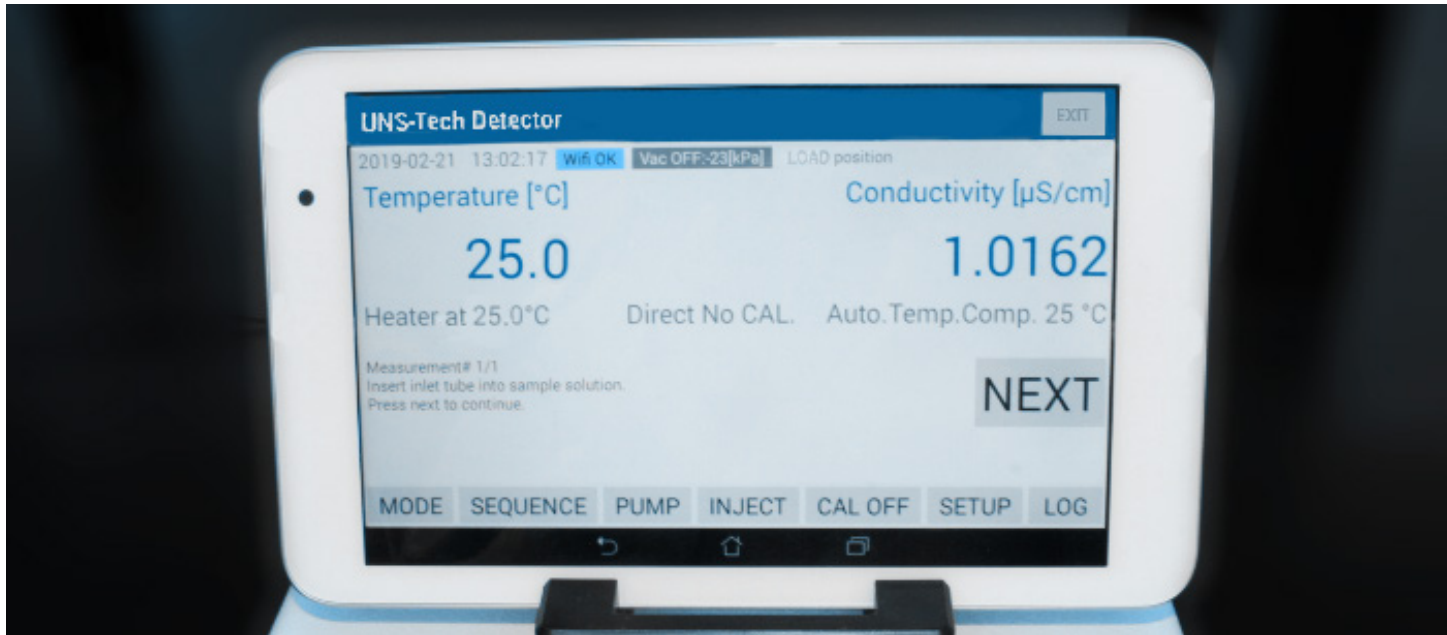 UNS-Tech Detector EXIT
2019-02-21 13:02:17 Wifi OK Vac OFF:-23[kPa] LOAD position
Temperature [°C] Conductivity [µS/cm]
25.0 1.0162
Heater at 25.0°C Direct No CAL. Auto.Temp.Comp. 25 °C
Measurement# 1/1
Insert inlet tube into sample solution.
Press next to continue.
NEXT
MODE SEQUENCE PUMP INJECT CAL OFF SETUP LOG